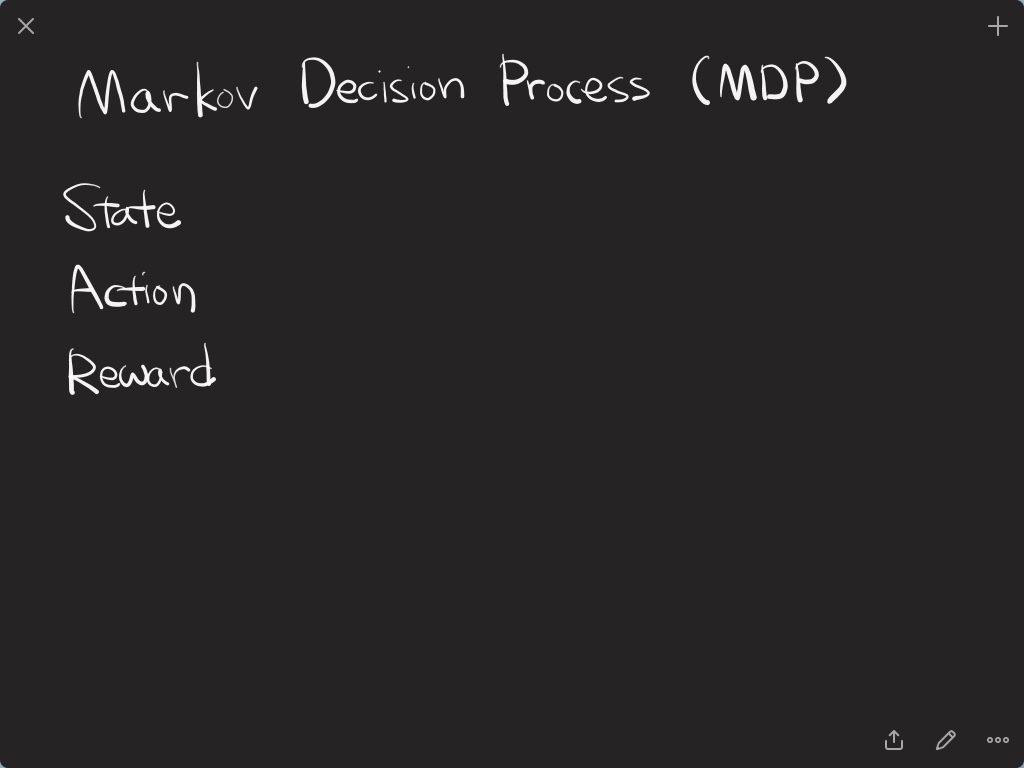 Markov Decision Process (MDP)
State
Action
Reward